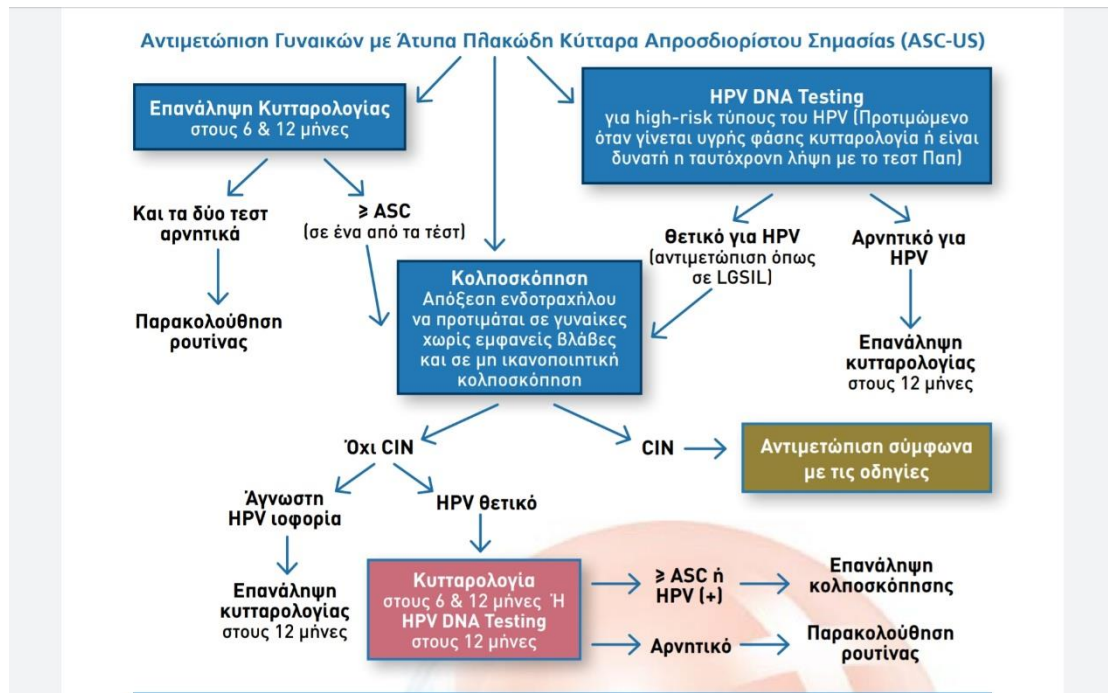 Αντιμετώπιση Γυναικών με Άτυπα Πλακώδη Κύτταρα Απροσδιορίστου Σημασίας (ASC-US)
Επανάληψη Κυτταρολογίας
στους 6 & 12 μήνες
HPV DNA Testing
για high-risk τύπους του HPV (Προτιμώμενο
όταν γίνεται υγρής φάσης κυτταρολογία ή είναι
δυνατή η ταυτόχρονη λήψη με το τεστ Παπ)
Και τα δύο τεστ
αρνητικά
≥ ASC
(σε ένα από τα τέστ)
Θετικό για HPV
(αντιμετώπιση όπως
σε LGSIL)
Αρνητικό για
HPV
Παρακολούθηση
ρουτίνας
Κολποσκόπηση
Απόξεση ενδοτραχήλου
να προτιμάται σε γυναίκες
χωρίς εμφανείς βλάβες
και σε μη ικανοποιητική
κολποσκόπηση
Επανάληψη
κυτταρολογίας
στους 12 μήνες
Όχι CIN
CIN
Αντιμετώπιση σύμφωνα
με τις οδηγίες
Άγνωστη
HPV ιοφορία
HPV θετικό
Επανάληψη
κυτταρολογίας
στους 12 μήνες
Κυτταρολογία
στους 6 & 12 μήνες Ή
HPV DNA Testing
στους 12 μήνες
≥ ASC ή
HPV (+)
Επανάληψη
κολποσκόπησης
Αρνητικό
Παρακολούθηση
ρουτίνας